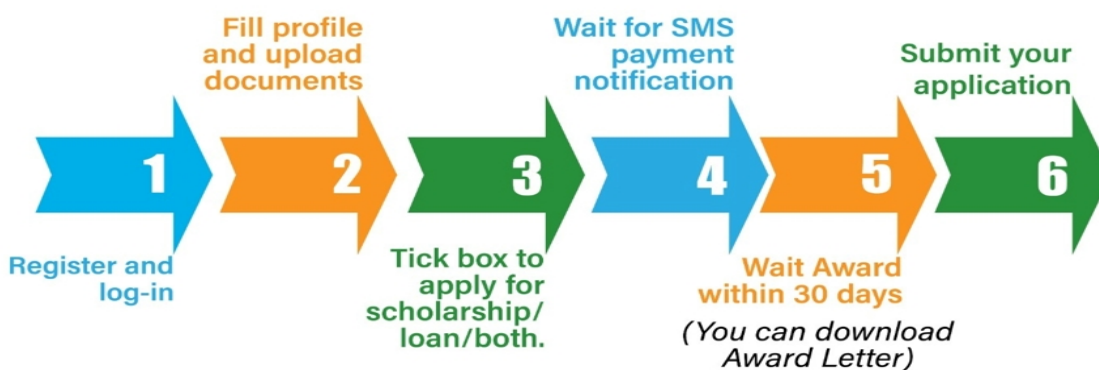 1
Register and
log-in
2
Fill profile
and upload
documents
3
Tick box to
apply for
scholarship/
loan/both.
4
Wait for SMS
payment
notification
5
Wait Award
within 30 days
(You can download
Award Letter)
6
Submit your
application